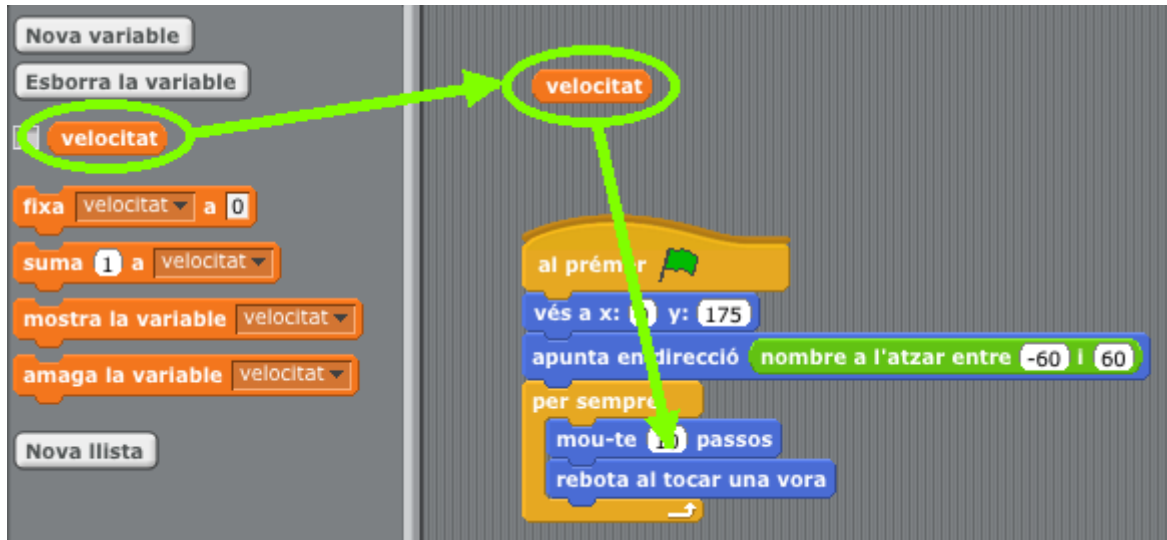 Nova variable
Esborra la variable
velocitat
fixa velocitat a 0
suma 1 a velocitat
mostra la variable velocitat
amaga la variable velocitat
Nova llista
velocitat
al prémer
vés a x: y: 175
apunta en direcció nombre a l'atzar entre -60 i 60
per sempre
mou-te 10 passos
rebota al tocar una vora